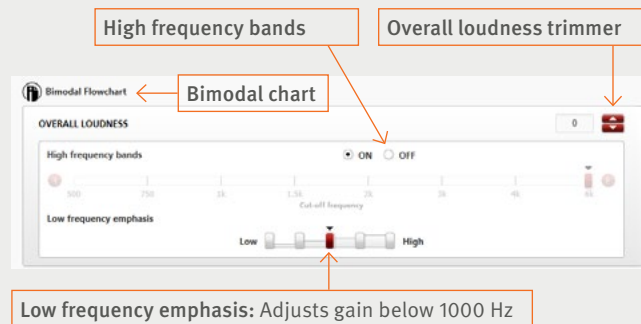 High frequency bands
Overall loudness trimmer
Bimodal Flowchart
Bimodal chart
OVERALL LOUDNESS
0
High frequency bands
ON OFF
500 750 1k 1.5k 2k 3k 4k 6k
Cut-off frequency
Low frequency emphasis
Low High
Low frequency emphasis: Adjusts gain below 1000 Hz